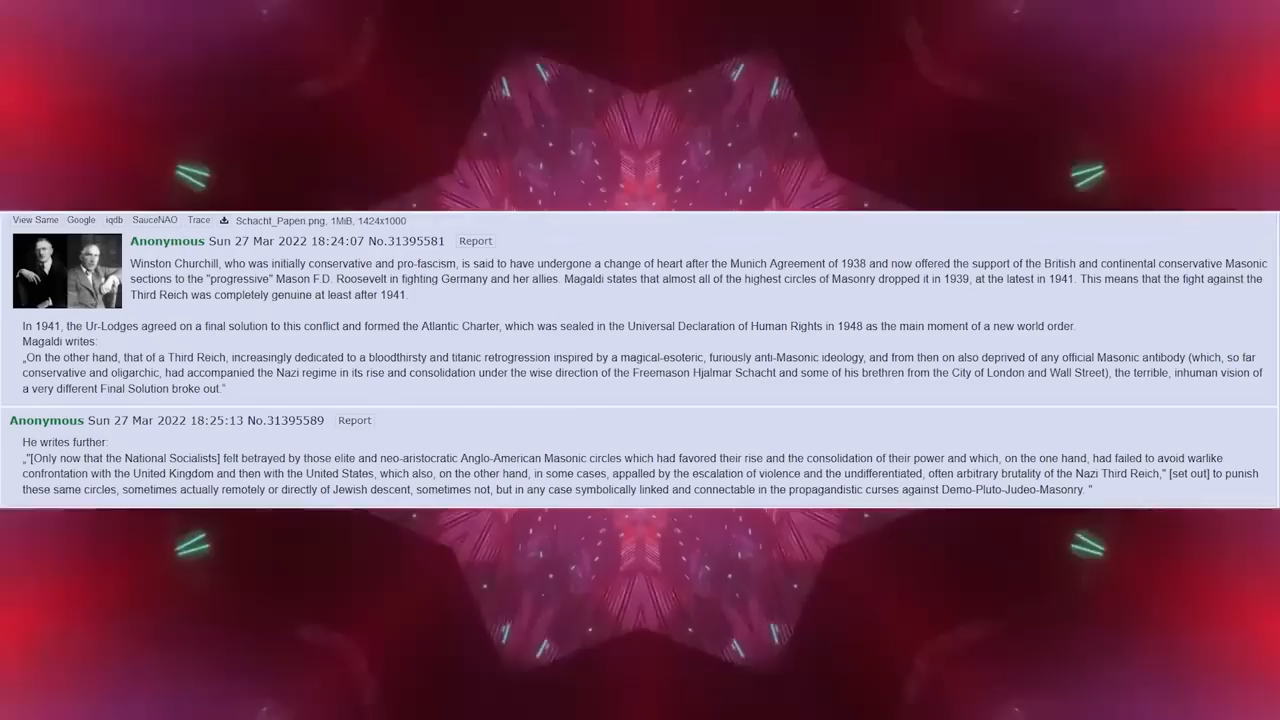 View Same Google iqdb SauceNAO Trace Schacht_Papen.png, 1MiB, 1424x1000
Anonymous Sun 27 Mar 2022 18:24:07 No.31395581 Report
Winston Churchill, who was initially conservative and pro-fascism, is said to have undergone a change of heart after the Munich Agreement of 1938 and now offered the support of the British and continental conservative Masonic
sections to the "progressive" Mason F.D. Roosevelt in fighting Germany and her allies. Magaldi states that almost all of the highest circles of Masonry dropped it in 1939, at the latest in 1941. This means that the fight against the
Third Reich was completely genuine at least after 1941.
In 1941, the Ur-Lodges agreed on a final solution to this conflict and formed the Atlantic Charter, which was sealed in the Universal Declaration of Human Rights in 1948 as the main moment of a new world order.
Magaldi writes:
„On the other hand, that of a Third Reich, increasingly dedicated to a bloodthirsty and titanic retrogression inspired by a magical-esoteric, furiously anti-Masonic ideology, and from then on also deprived of any official Masonic antibody (which, so far
conservative and oligarchic, had accompanied the Nazi regime in its rise and consolidation under the wise direction of the Freemason Hjalmar Schacht and some of his brethren from the City of London and Wall Street), the terrible, inhuman vision of
a very different Final Solution broke out.“
Anonymous Sun 27 Mar 2022 18:25:13 No.31395589 Report
He writes further:
„"[Only now that the National Socialists] felt betrayed by those elite and neo-aristocratic Anglo-American Masonic circles which had favored their rise and the consolidation of their power and which, on the one hand, had failed to avoid warlike
confrontation with the United Kingdom and then with the United States, which also, on the other hand, in some cases, appalled by the escalation of violence and the undifferentiated, often arbitrary brutality of the Nazi Third Reich," [set out] to punish
these same circles, sometimes actually remotely or directly of Jewish descent, sometimes not, but in any case symbolically linked and connectable in the propagandistic curses against Demo-Pluto-Judeo-Masonry. "